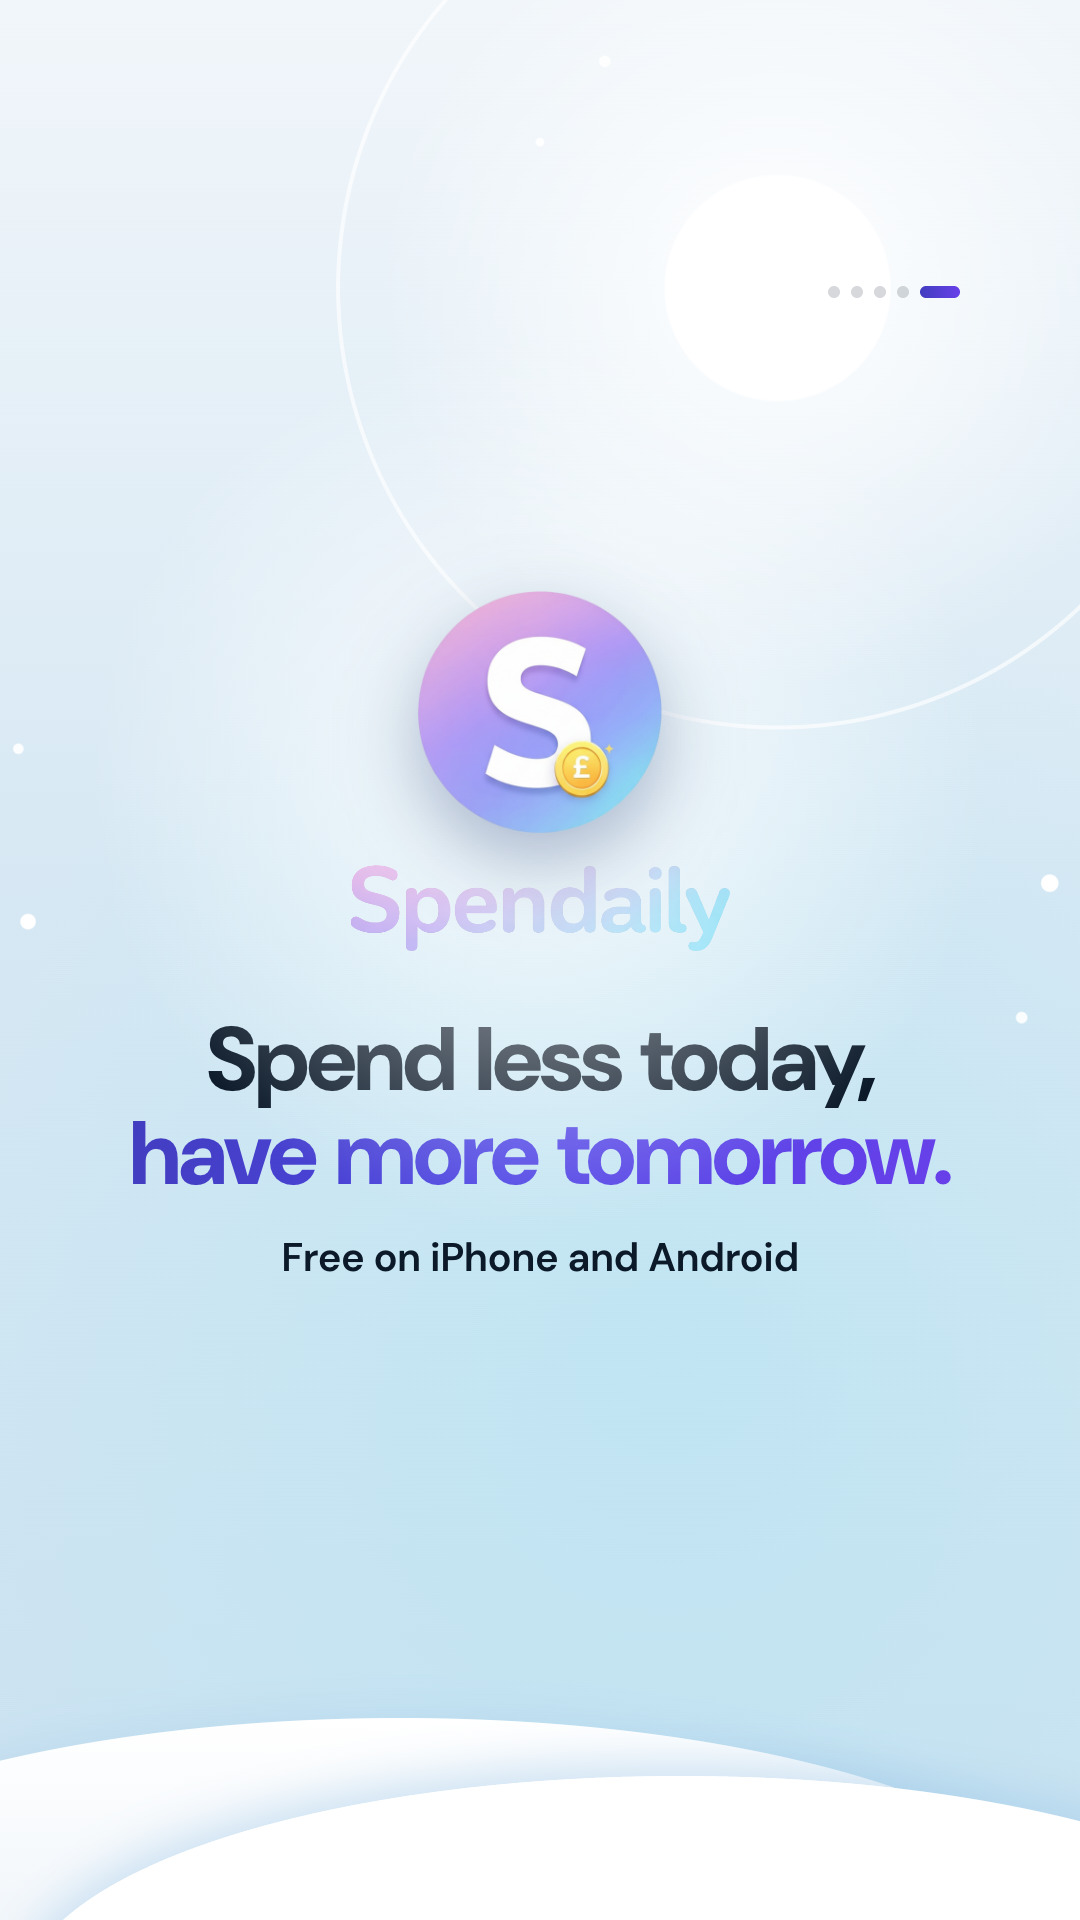 S
£
Spendaily
Spend less today,
have more tomorrow.
Free on iPhone and Android